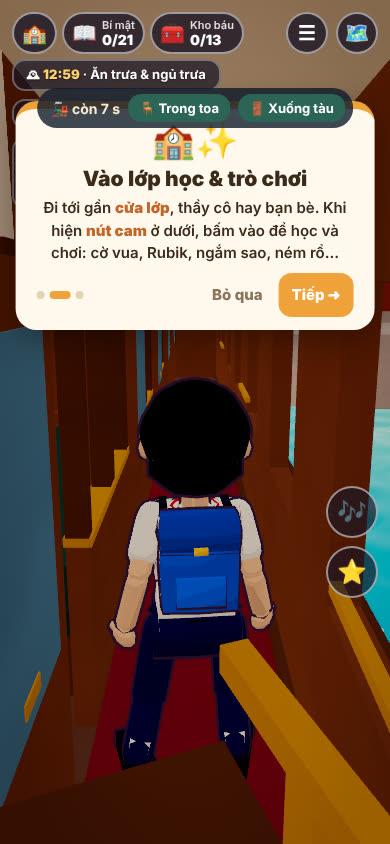 Bí mật
0/21
Kho báu
0/13
12:59 · Ăn trưa & ngủ trưa
còn 7 s
Trong toa
Xuống tàu
Vào lớp học & trò chơi
Đi tới gần cửa lớp, thầy cô hay bạn bè. Khi
hiện nút cam ở dưới, bấm vào để học và
chơi: cờ vua, Rubik, ngắm sao, ném rổ...
Bỏ qua
Tiếp ➜